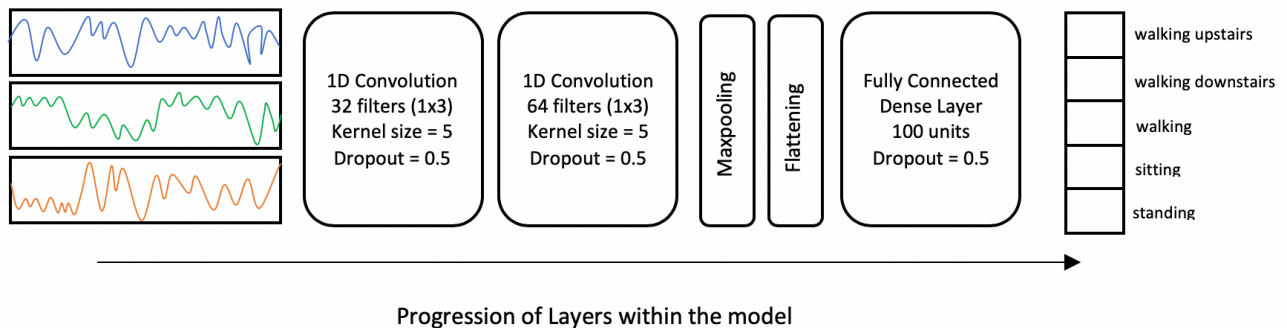 1D Convolution
32 filters (1x3)
Kernel size = 5
Dropout = 0.5
1D Convolution
64 filters (1x3)
Kernel size = 5
Dropout = 0.5
Maxpooling
Flattening
Fully Connected
Dense Layer
100 units
Dropout = 0.5
walking upstairs
walking downstairs
walking
sitting
standing
Progression of Layers within the model